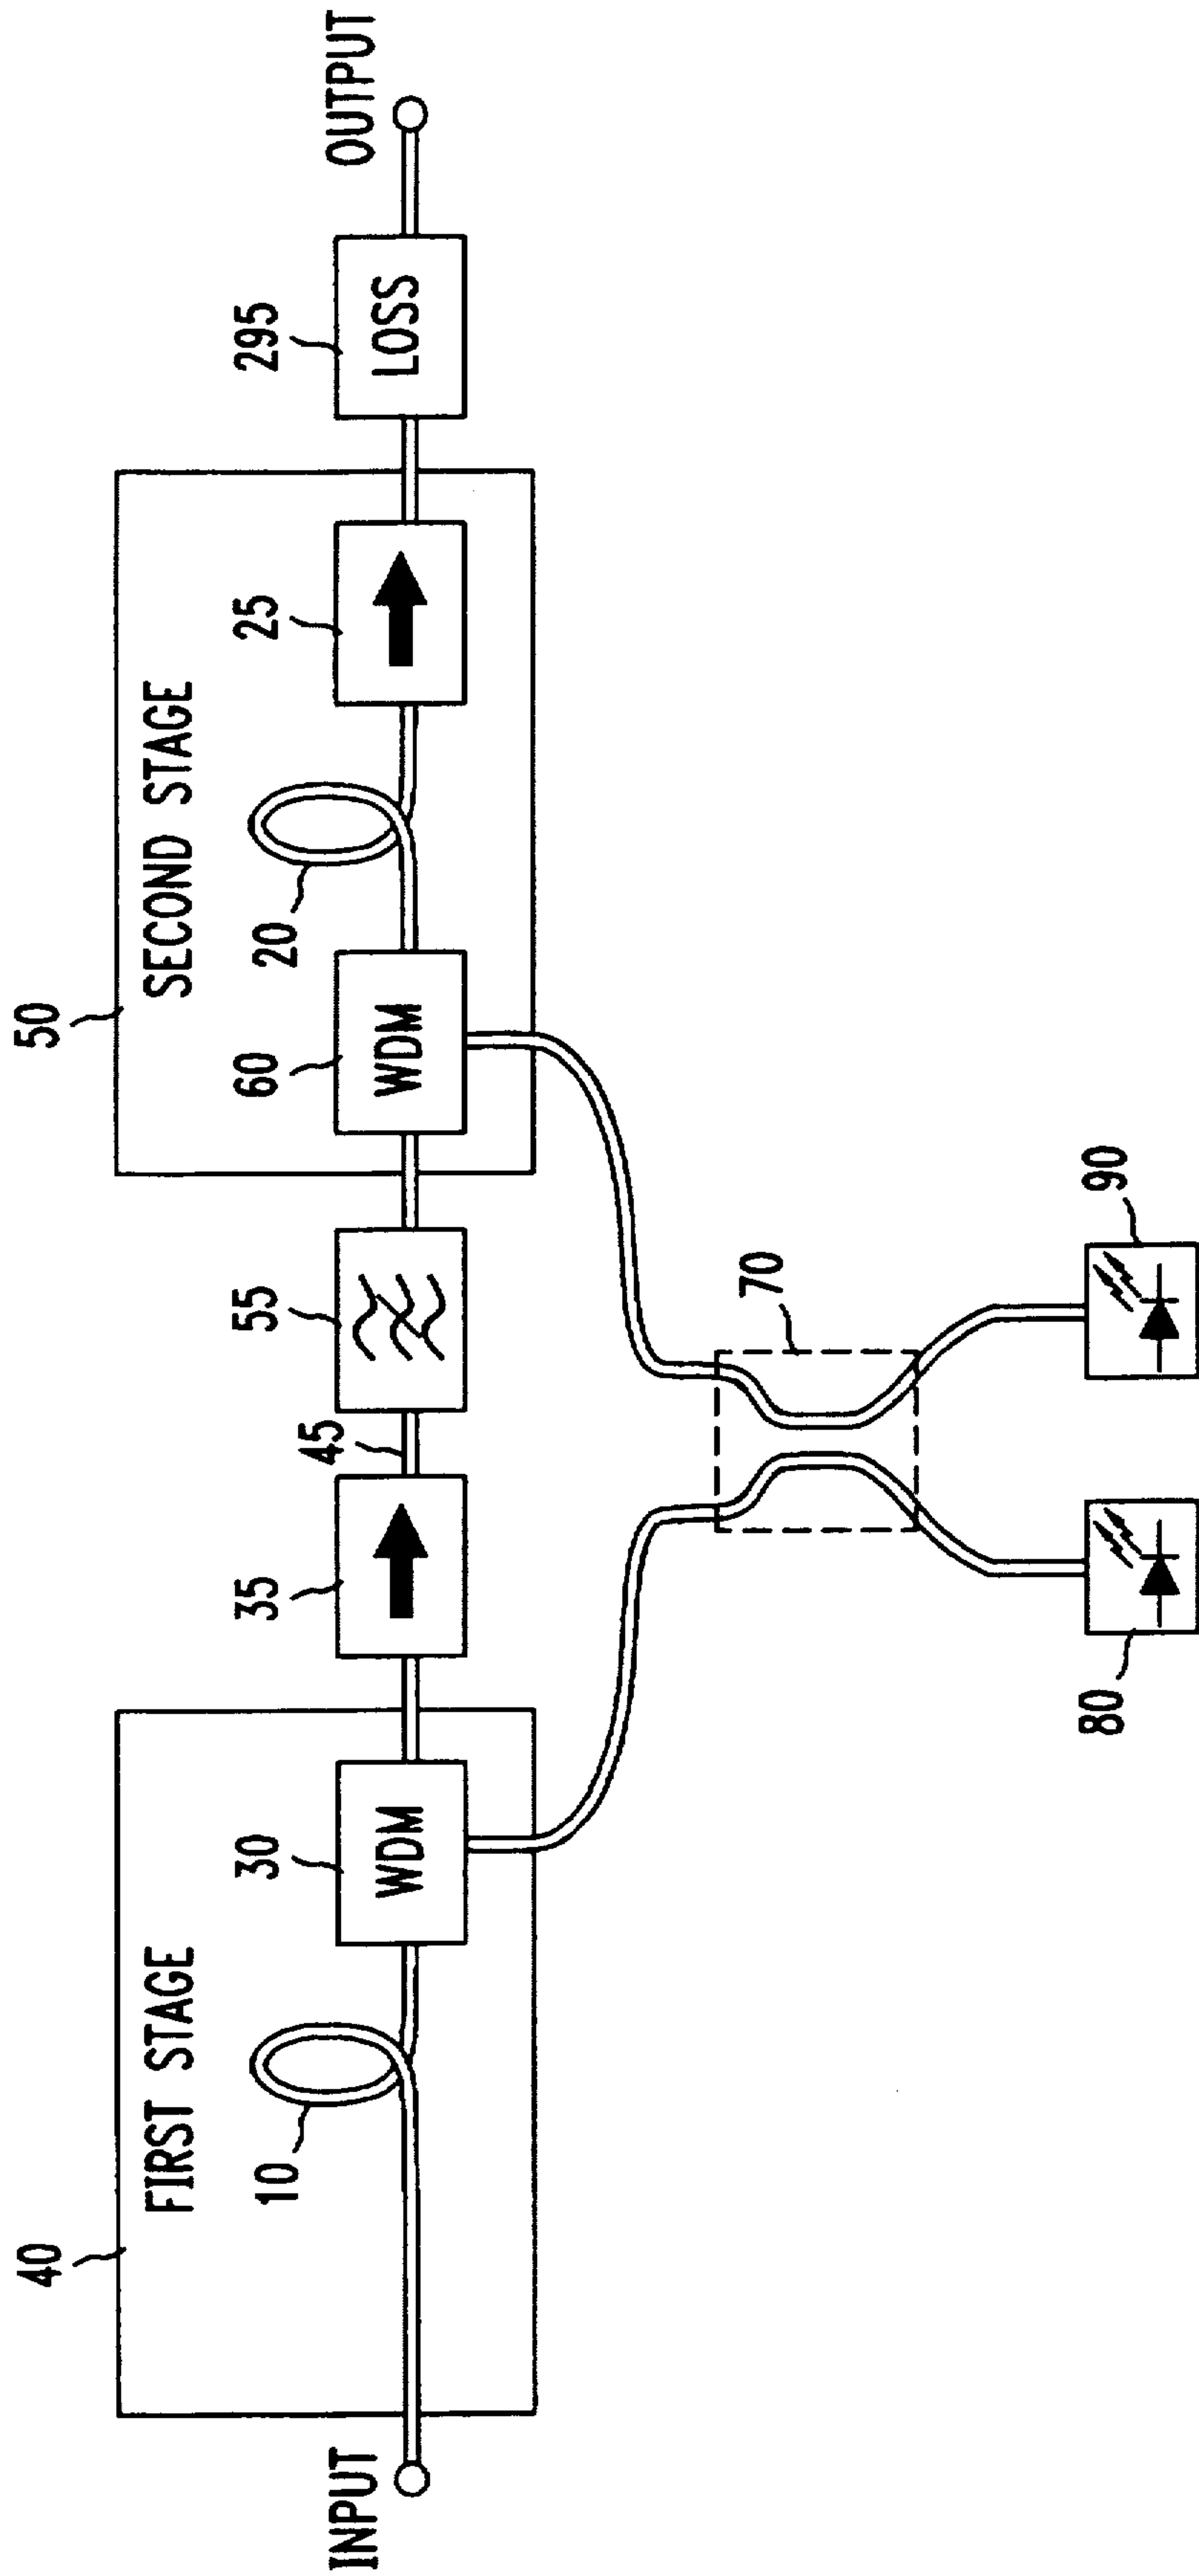 40
FIRST STAGE
10
30
WDM
INPUT
35
45
55
50
SECOND STAGE
60
WDM
20
25
295
LOSS
OUTPUT
70
80
90